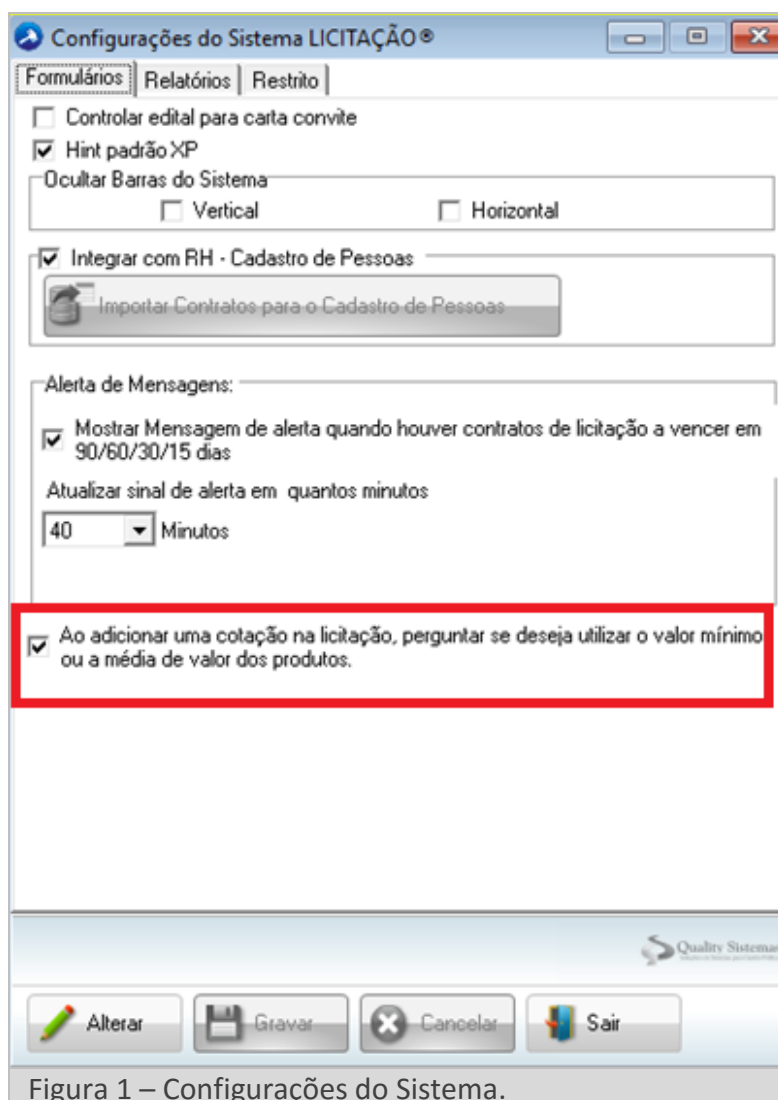 Configurações do Sistema LICITAÇÃO®
Formulários Relatórios Restrito
Controlar edital para carta convite
Hint padrão XP
Ocultar Barras do Sistema
Vertical Horizontal
Integrar com RH - Cadastro de Pessoas
Importar Contratos para o Cadastro de Pessoas
Alerta de Mensagens:
Mostrar Mensagem de alerta quando houver contratos de licitação a vencer em
90/60/30/15 dias
Atualizar sinal de alerta em quantos minutos
40 Minutos
Ao adicionar uma cotação na licitação, perguntar se deseja utilizar o valor mínimo
ou a média de valor dos produtos.
Quality Sistemas
Alterar Gravar Cancelar Sair
Figura 1 – Configurações do Sistema.